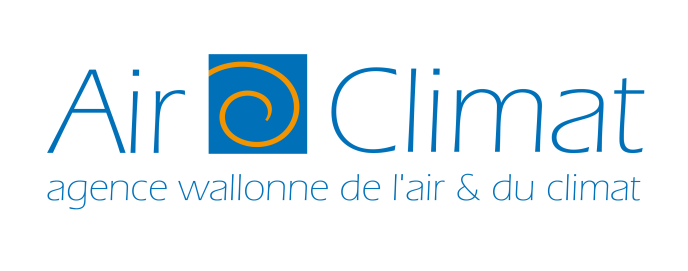 Air Climat
agence wallonne de l'air & du climat